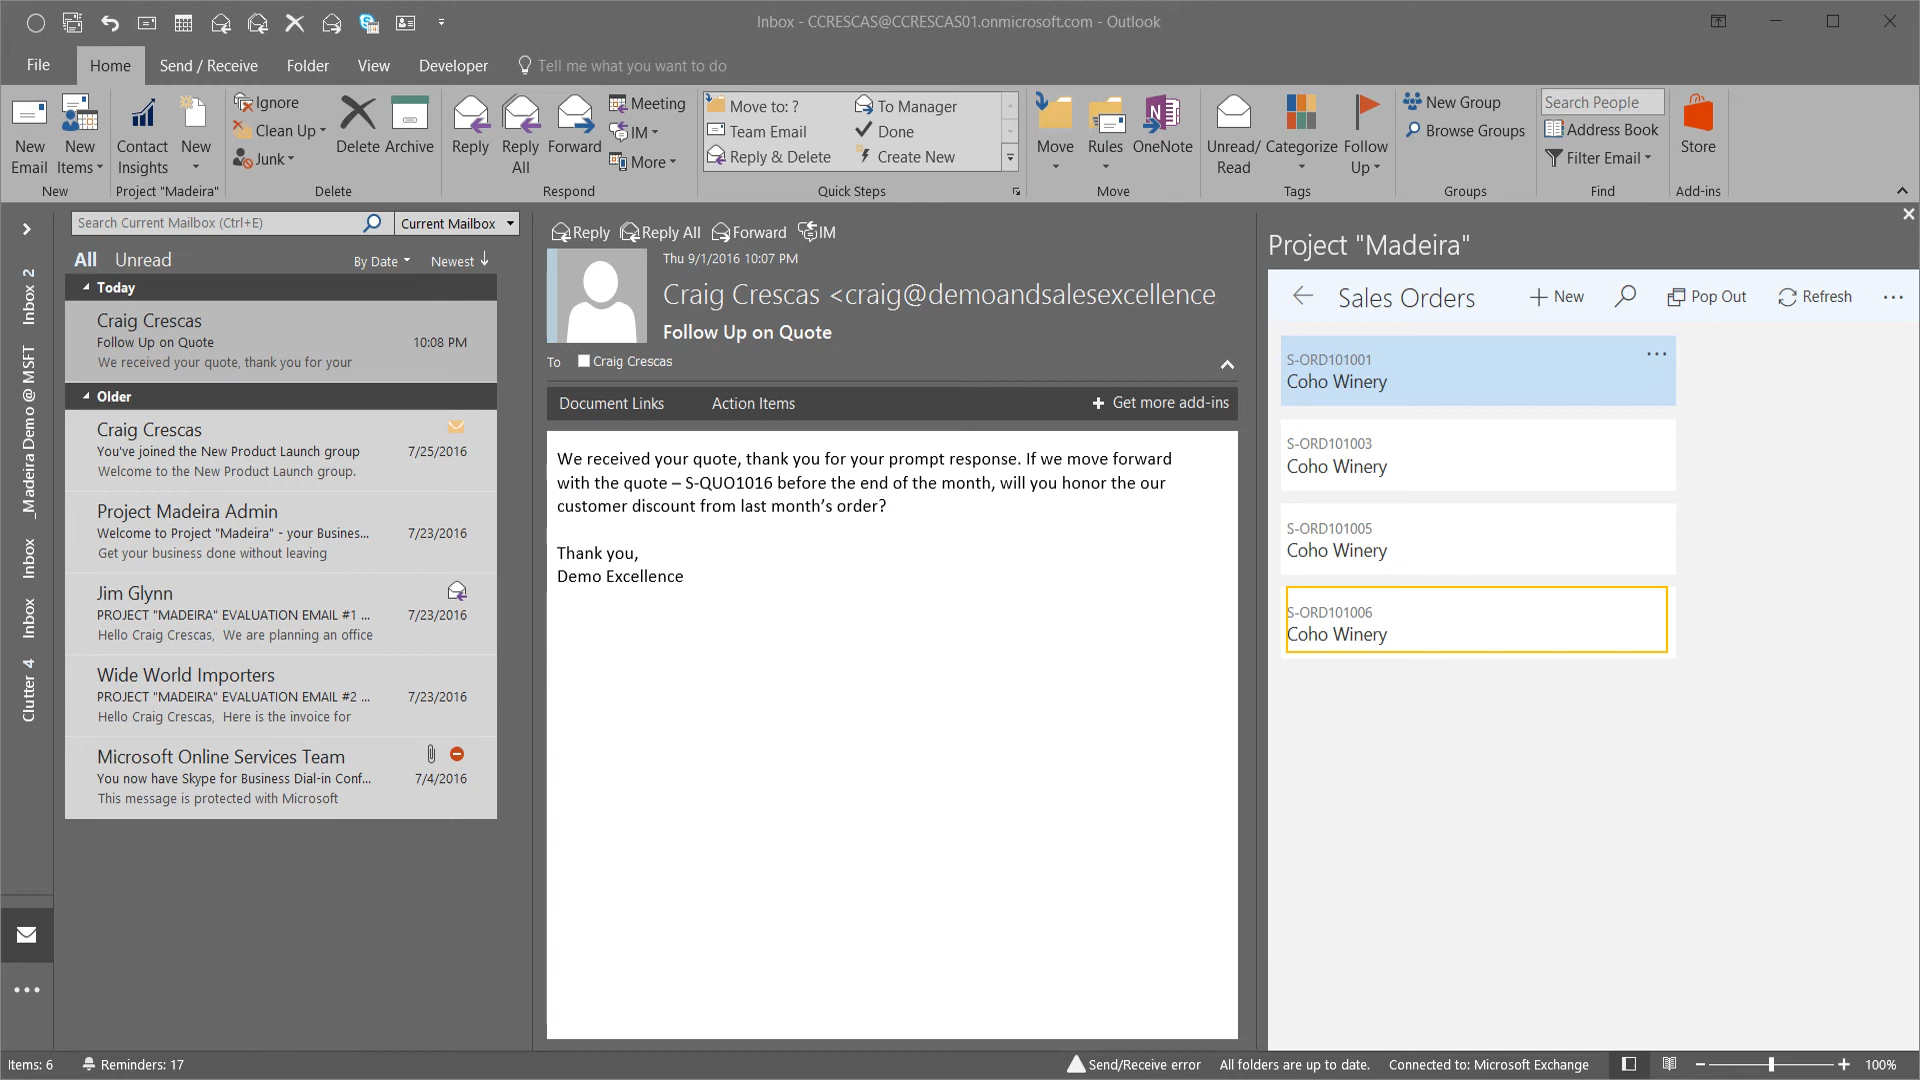 Inbox - CCRESCAS@CCRESCAS01.onmicrosoft.com - Outlook
File Home Send / Receive Folder View Developer Tell me what you want to do
New Email
New Items
New
Contact Insights
New
Project "Madeira"
Ignore
Clean Up
Junk
Delete
Archive
Delete
Reply
Reply All
Forward
Meeting
IM
More
Respond
Move to: ?
Team Email
Reply & Delete
To Manager
Done
Create New
Quick Steps
Move
Rules
OneNote
Move
Unread/ Read
Categorize
Follow Up
Tags
New Group
Browse Groups
Groups
Search People
Address Book
Filter Email
Find
Store
Add-ins
Inbox 2
_Madeira Demo @ MSFT
Inbox
Inbox
Clutter 4
Search Current Mailbox (Ctrl+E)
Current Mailbox
All Unread By Date Newest
Today
Craig Crescas
Follow Up on Quote 10:08 PM
We received your quote, thank you for your
Older
Craig Crescas
You've joined the New Product Launch group 7/25/2016
Welcome to the New Product Launch group.
Project Madeira Admin
Welcome to Project "Madeira" - your Busines... 7/23/2016
Get your business done without leaving
Jim Glynn
PROJECT "MADEIRA" EVALUATION EMAIL #1 ... 7/23/2016
Hello Craig Crescas, We are planning an office
Wide World Importers
PROJECT "MADEIRA" EVALUATION EMAIL #2 ... 7/23/2016
Hello Craig Crescas, Here is the invoice for
Microsoft Online Services Team
You now have Skype for Business Dial-in Conf... 7/4/2016
This message is protected with Microsoft
Reply Reply All Forward IM
Thu 9/1/2016 10:07 PM
Craig Crescas <craig@demoandsalesexcellence
Follow Up on Quote
To Craig Crescas
Document Links Action Items + Get more add-ins
We received your quote, thank you for your prompt response. If we move forward
with the quote – S-QUO1016 before the end of the month, will you honor the our
customer discount from last month's order?
Thank you,
Demo Excellence
Project "Madeira"
Sales Orders + New Pop Out Refresh ...
S-ORD101001 ...
Coho Winery
S-ORD101003
Coho Winery
S-ORD101005
Coho Winery
S-ORD101006
Coho Winery
Items: 6 Reminders: 17 Send/Receive error All folders are up to date. Connected to: Microsoft Exchange 100%